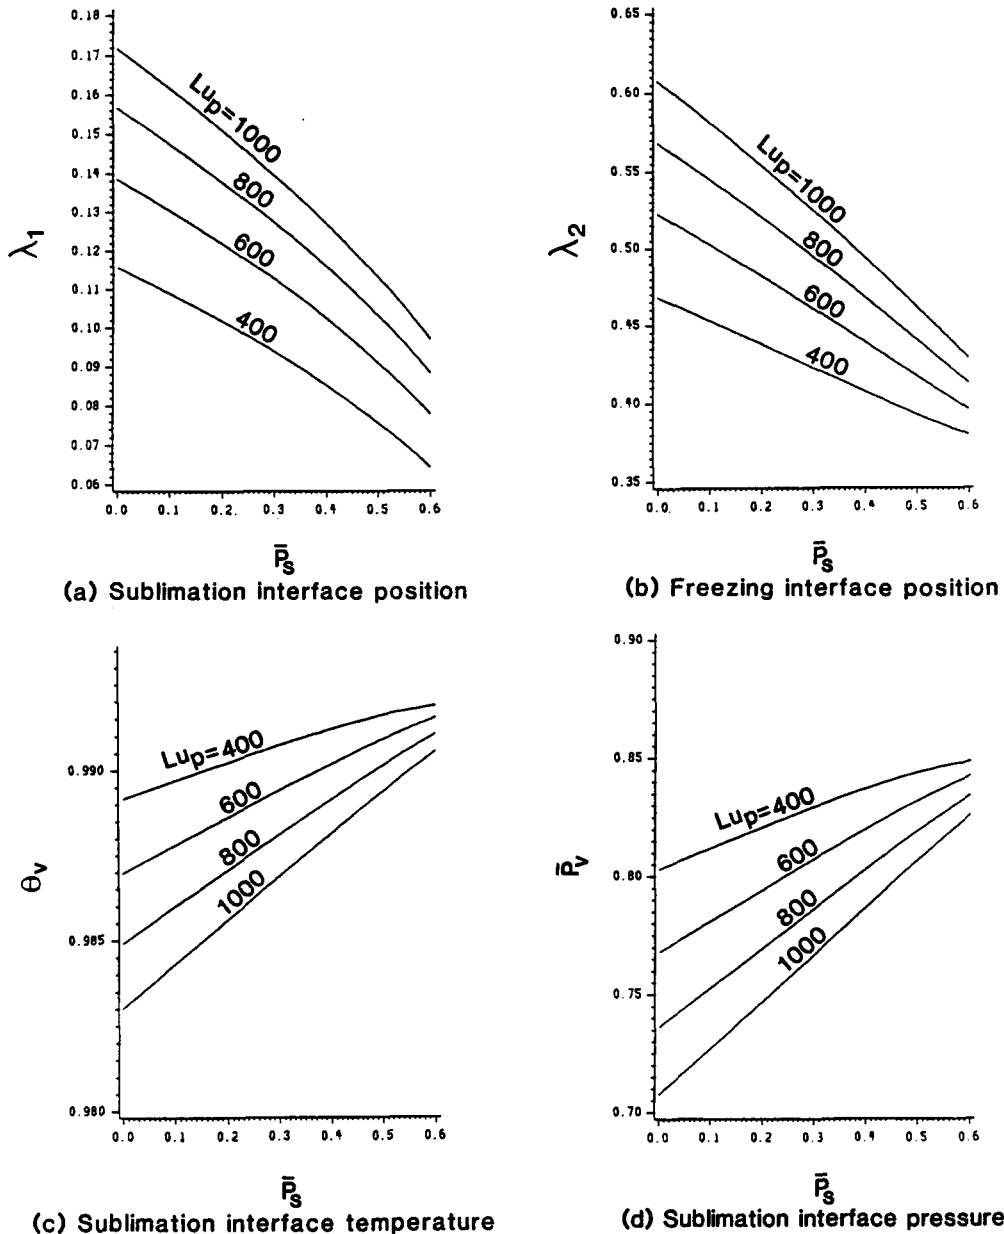 0.18
0.17
0.16
0.15
0.14
0.13
0.12
0.11
0.10
0.09
0.08
0.07
0.06
λ1
Lup=1000
800
600
400
0.0 0.1 0.2 0.3 0.4 0.5 0.6
P̄s
(a) Sublimation interface position
0.65
0.60
0.55
0.50
0.45
0.40
0.35
λ2
Lup=1000
800
600
400
0.0 0.1 0.2 0.3 0.4 0.5 0.6
P̄s
(b) Freezing interface position
0.990
0.985
0.980
θv
Lup=400
600
800
1000
0.0 0.1 0.2 0.3 0.4 0.5 0.6
P̄s
(c) Sublimation interface temperature
0.90
0.85
0.80
0.75
0.70
P̄v
Lup=400
600
800
1000
0.0 0.1 0.2 0.3 0.4 0.5 0.6
P̄s
(d) Sublimation interface pressure